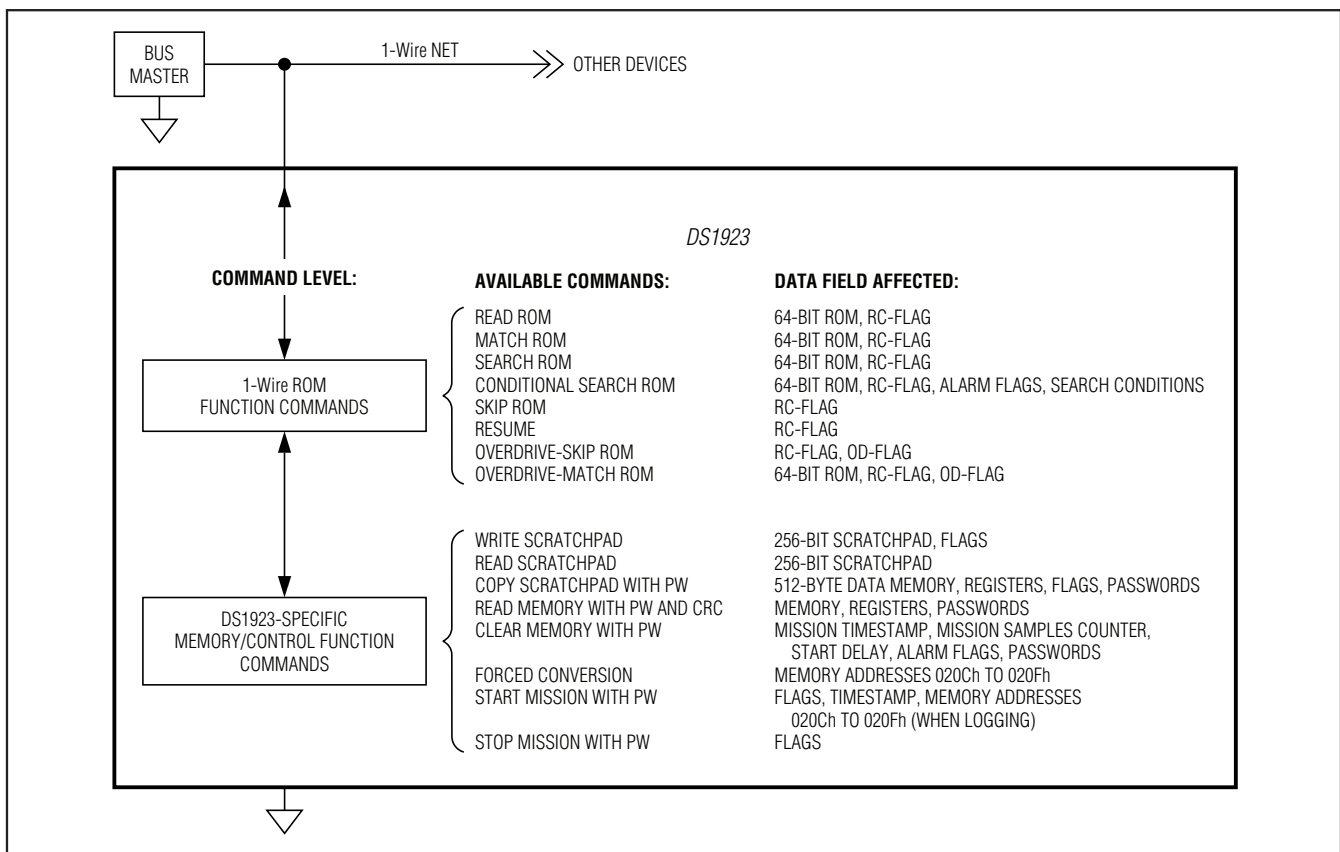 BUS
MASTER
1-Wire NET
OTHER DEVICES
DS1923
COMMAND LEVEL: AVAILABLE COMMANDS: DATA FIELD AFFECTED:
1-Wire ROM
FUNCTION COMMANDS
READ ROM 64-BIT ROM, RC-FLAG
MATCH ROM 64-BIT ROM, RC-FLAG
SEARCH ROM 64-BIT ROM, RC-FLAG
CONDITIONAL SEARCH ROM 64-BIT ROM, RC-FLAG, ALARM FLAGS, SEARCH CONDITIONS
SKIP ROM RC-FLAG
RESUME RC-FLAG
OVERDRIVE-SKIP ROM RC-FLAG, OD-FLAG
OVERDRIVE-MATCH ROM 64-BIT ROM, RC-FLAG, OD-FLAG
DS1923-SPECIFIC
MEMORY/CONTROL FUNCTION
COMMANDS
WRITE SCRATCHPAD 256-BIT SCRATCHPAD, FLAGS
READ SCRATCHPAD 256-BIT SCRATCHPAD
COPY SCRATCHPAD WITH PW 512-BYTE DATA MEMORY, REGISTERS, FLAGS, PASSWORDS
READ MEMORY WITH PW AND CRC MEMORY, REGISTERS, PASSWORDS
CLEAR MEMORY WITH PW MISSION TIMESTAMP, MISSION SAMPLES COUNTER,
START DELAY, ALARM FLAGS, PASSWORDS
FORCED CONVERSION MEMORY ADDRESSES 020Ch TO 020Fh
START MISSION WITH PW FLAGS, TIMESTAMP, MEMORY ADDRESSES
020Ch TO 020Fh (WHEN LOGGING)
STOP MISSION WITH PW FLAGS